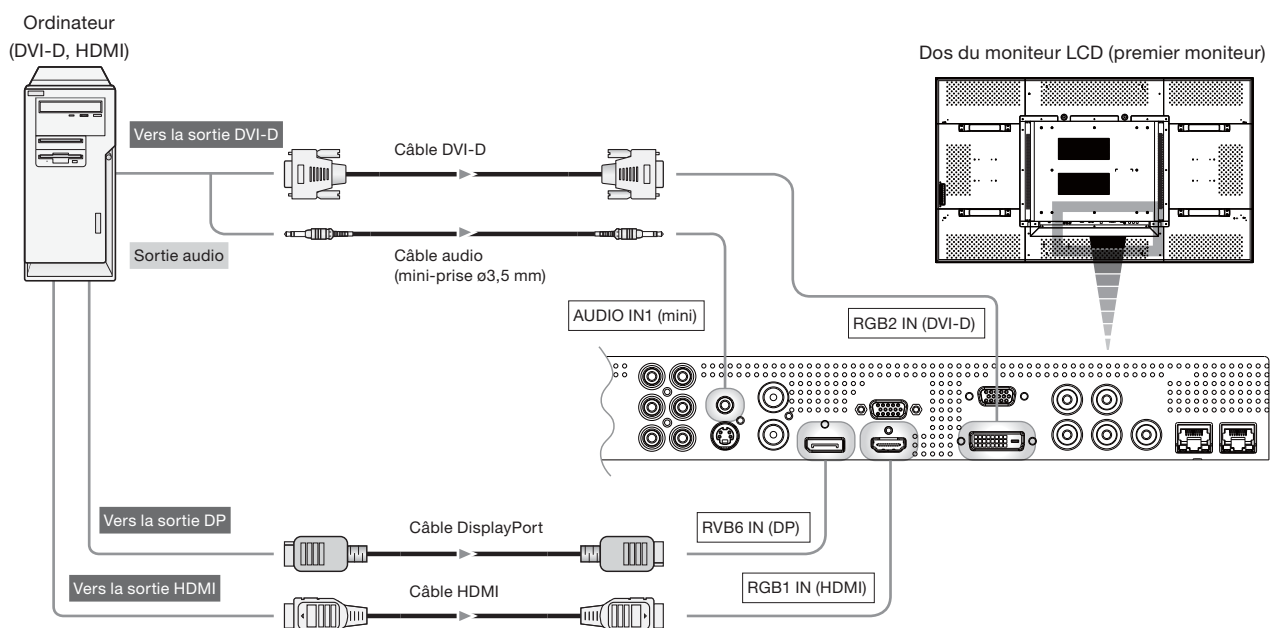 Ordinateur
(DVI-D, HDMI)
Dos du moniteur LCD (premier moniteur)
Vers la sortie DVI-D
Câble DVI-D
Sortie audio
Câble audio
(mini-prise ø3,5 mm)
AUDIO IN1 (mini)
RGB2 IN (DVI-D)
Vers la sortie DP
Câble DisplayPort
RVB6 IN (DP)
Vers la sortie HDMI
Câble HDMI
RGB1 IN (HDMI)